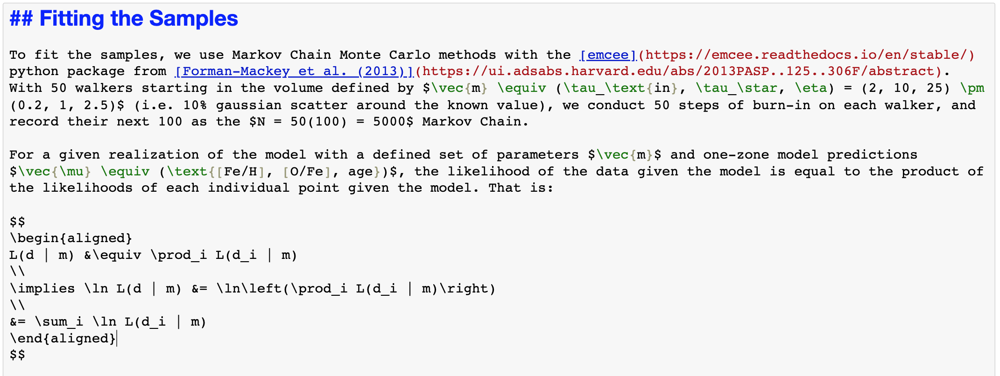 ## Fitting the Samples
To fit the samples, we use Markov Chain Monte Carlo methods with the [emcee](https://emcee.readthedocs.io/en/stable/)
python package from [Forman-Mackey et al. (2013)](https://ui.adsabs.harvard.edu/abs/2013PASP..125..306F/abstract).
With 50 walkers starting in the volume defined by $\vec{m} \equiv (\tau_\text{in}, \tau_\star, \eta) = (2, 10, 25) \pm
(0.2, 1, 2.5)$ (i.e. 10% gaussian scatter around the known value), we conduct 50 steps of burn-in on each walker, and
record their next 100 as the $N = 50(100) = 5000$ Markov Chain.
For a given realization of the model with a defined set of parameters $\vec{m}$ and one-zone model predictions
$\vec{\mu} \equiv (\text{[Fe/H], [O/Fe], age})$, the likelihood of the data given the model is equal to the product of
the likelihoods of each individual point given the model. That is:
$$
\begin{aligned}
L(d | m) &\equiv \prod_i L(d_i | m)
\\
\implies \ln L(d | m) &= \ln\left(\prod_i L(d_i | m)\right)
\\
&= \sum_i \ln L(d_i | m)
\end{aligned}
$$